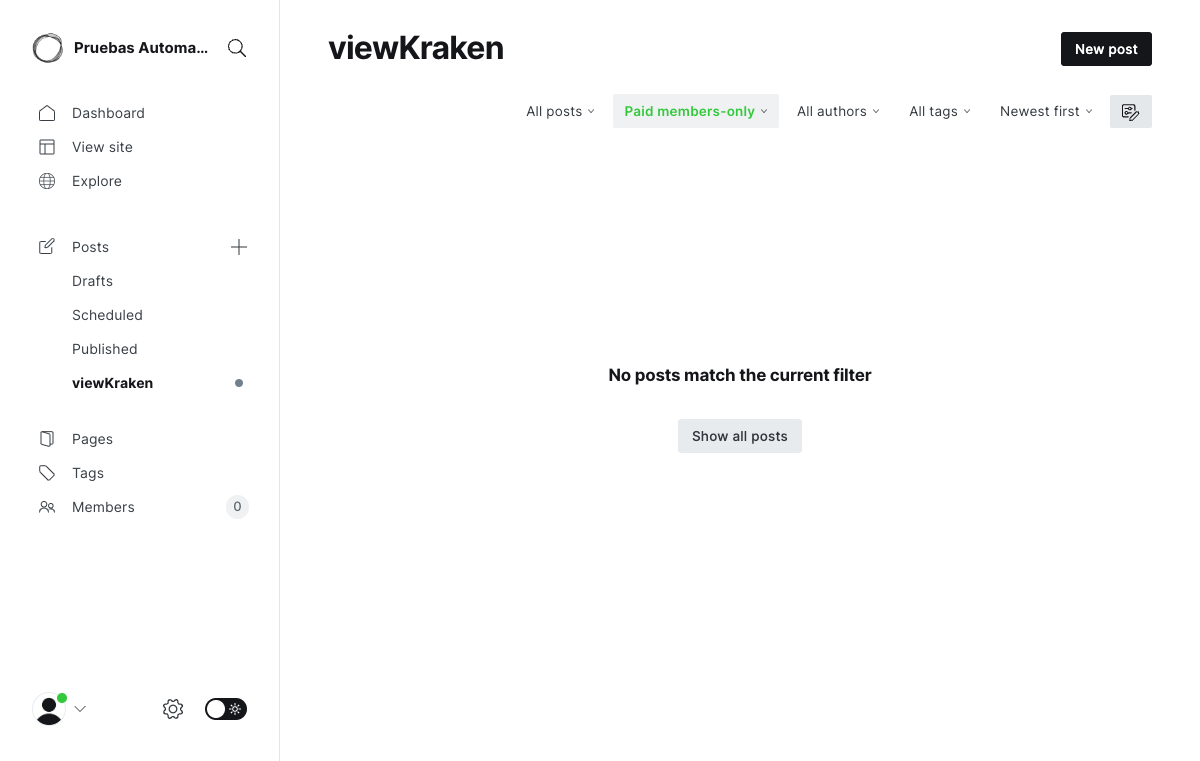 Pruebas Automa...
Dashboard
View site
Explore
Posts
Drafts
Scheduled
Published
viewKraken
Pages
Tags
Members
0
viewKraken
New post
All posts
Paid members-only
All authors
All tags
Newest first
No posts match the current filter
Show all posts